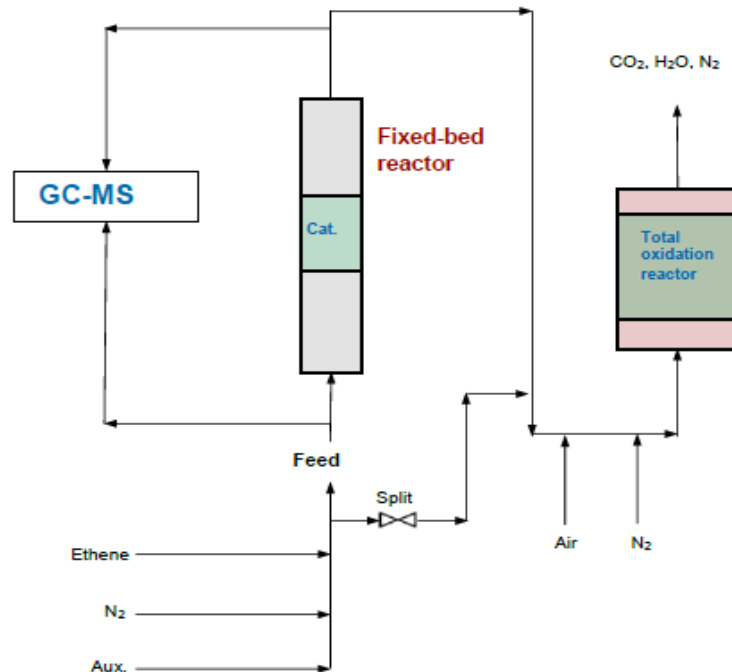 CO₂, H₂O, N₂
Fixed-bed
reactor
GC-MS
Cat.
Total
oxidation
reactor
Feed
Split
Ethene
Air
N₂
N₂
Aux.